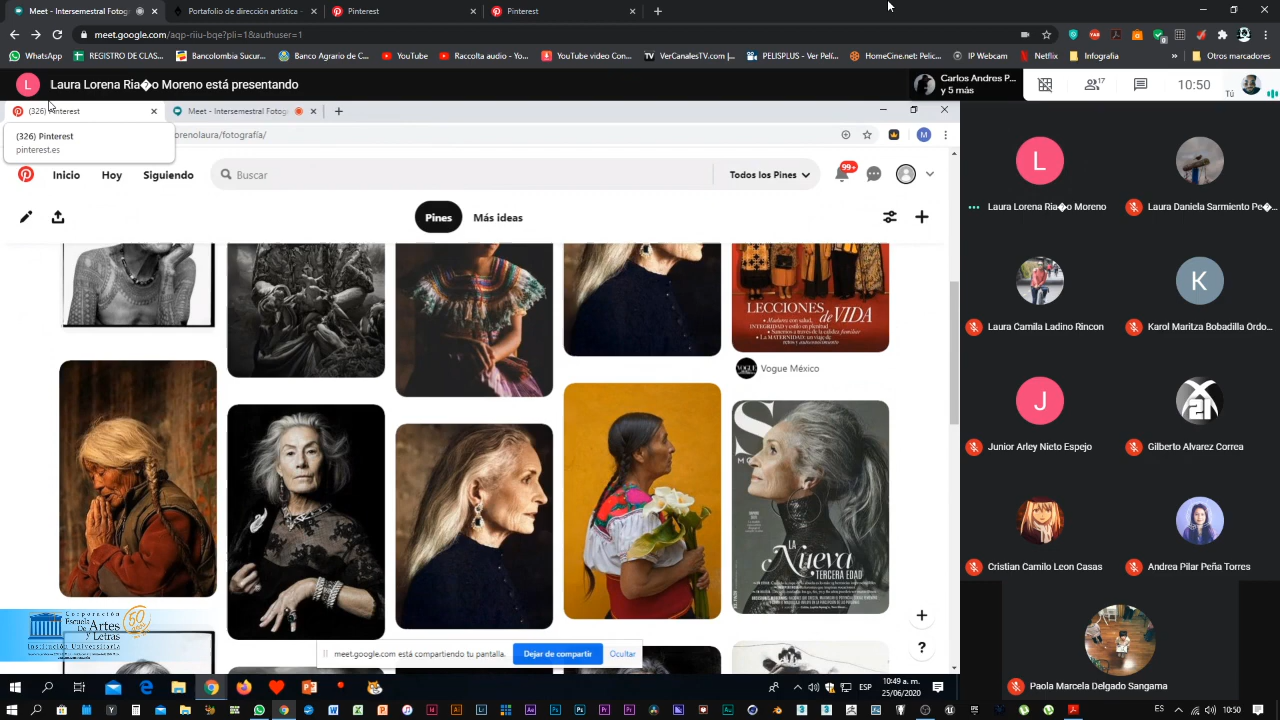 Meet - Intersemestral Fotog
Portafolio de dirección artística -
Pinterest
Pinterest
meet.google.com/aqp-riiu-bqe?pli=1&authuser=1
WhatsApp
REGISTRO DE CLAS...
Bancolombia Sucur...
Banco Agrario de C...
YouTube
Raccolta audio - Yo...
YouTube video Con...
VerCanalesTV.com |...
PELISPLUS - Ver Pelí...
HomeCine.net: Pelic...
IP Webcam
Netflix
Infografia
Otros marcadores
L
Laura Lorena Ria�o Moreno está presentando
Carlos Andres P...
y 5 más
17
10:50
Tú
(326) Pinterest
Meet - Intersemestral Fotog
(326) Pinterest
pinterest.es
orenolaura/fotografía/
M
Inicio
Hoy
Siguiendo
Buscar
Todos los Pines
99+
Pines
Más ideas
LECCIONES
de VIDA
VOGUE
Vogue México
S
MO
LA
Nueva
TERCERA EDAD
Escuela
de Artes
y Letras
Institución Universitaria
50
meet.google.com está compartiendo tu pantalla.
Dejar de compartir
Ocultar
?
L
Laura Lorena Ria�o Moreno
Laura Daniela Sarmiento Pe�...
Laura Camila Ladino Rincon
K
Karol Maritza Bobadilla Ordo...
J
Junior Arley Nieto Espejo
Gilberto Alvarez Correa
Cristian Camilo Leon Casas
Andrea Pilar Peña Torres
Paola Marcela Delgado Sangama
ESP
10:49 a. m.
25/06/2020
ES
10:50